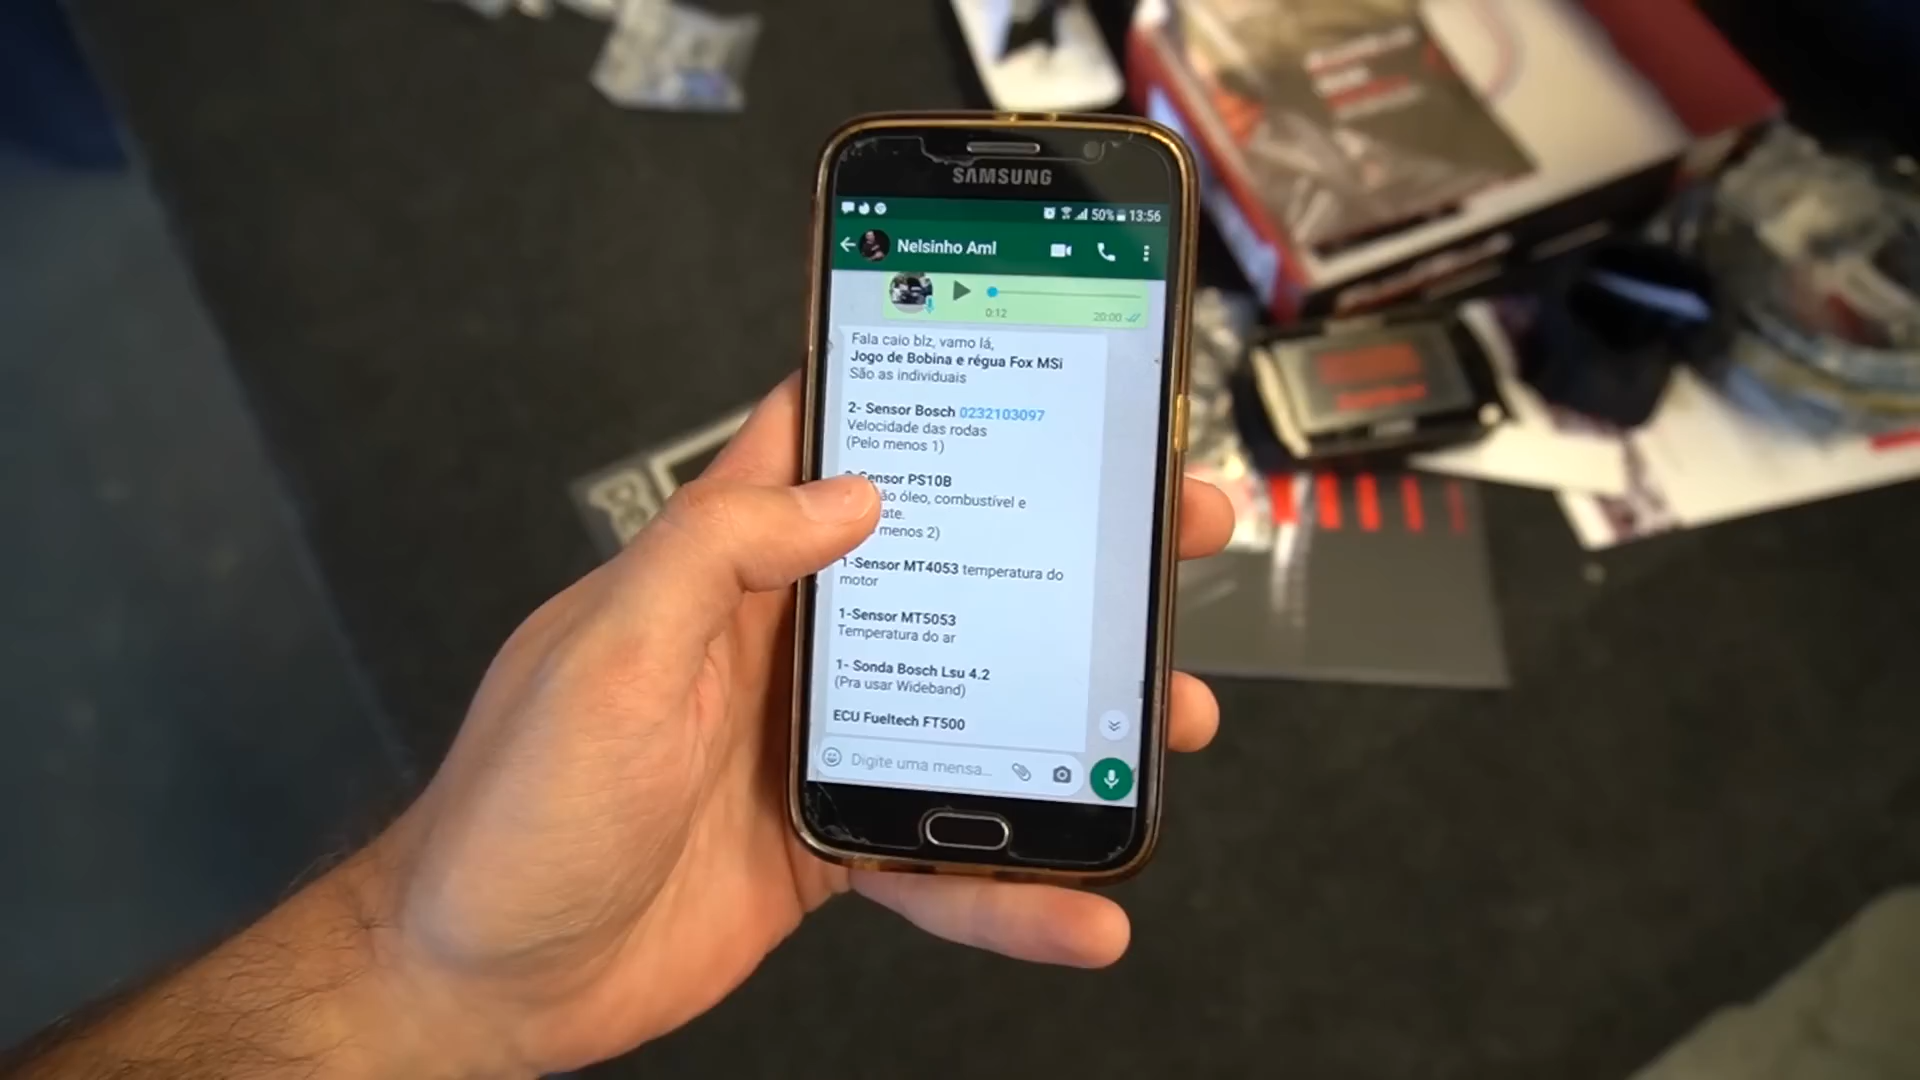 SAMSUNG
50% 13:56
Nelsinho Aml
0:12
20:00
Fala caio blz, vamo lá,
Jogo de Bobina e régua Fox MSi
São as individuais
2- Sensor Bosch 0232103097
Velocidade das rodas
(Pelo menos 1)
Sensor PS10B
óleo, combustível e
menos 2)
1-Sensor MT4053 temperatura do
motor
1-Sensor MT5053
Temperatura do ar
1- Sonda Bosch Lsu 4.2
(Pra usar Wideband)
ECU Fueltech FT500
Digite uma mensa...